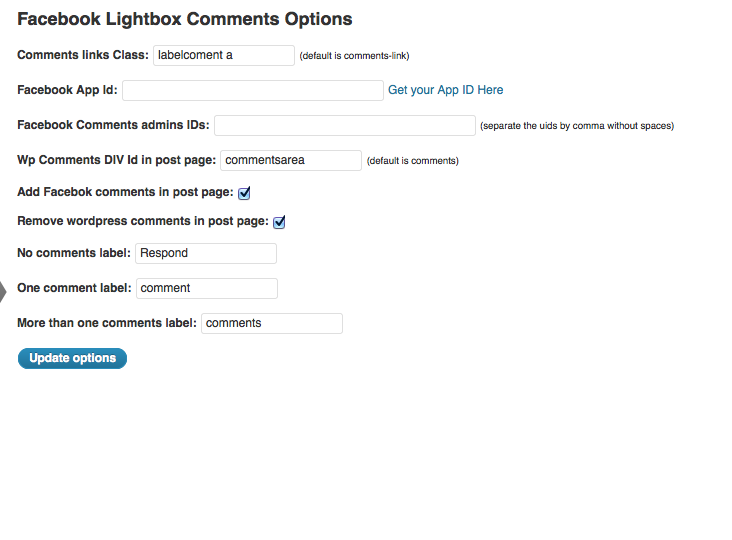 Facebook Lightbox Comments Options
Comments links Class: labelcoment a (default is comments-link)
Facebook App Id: Get your App ID Here
Facebook Comments admins IDs: (separate the uids by comma without spaces)
Wp Comments DIV Id in post page: commentsarea (default is comments)
Add Facebok comments in post page:
Remove wordpress comments in post page:
No comments label: Respond
One comment label: comment
More than one comments label: comments
Update options